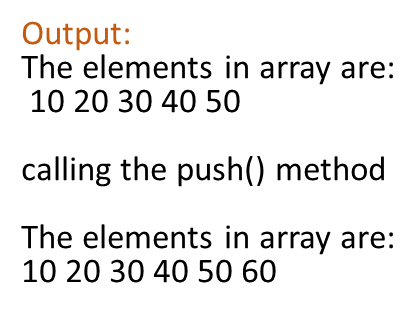 Output:
The elements in array are:
10 20 30 40 50
calling the push() method
The elements in array are:
10 20 30 40 50 60